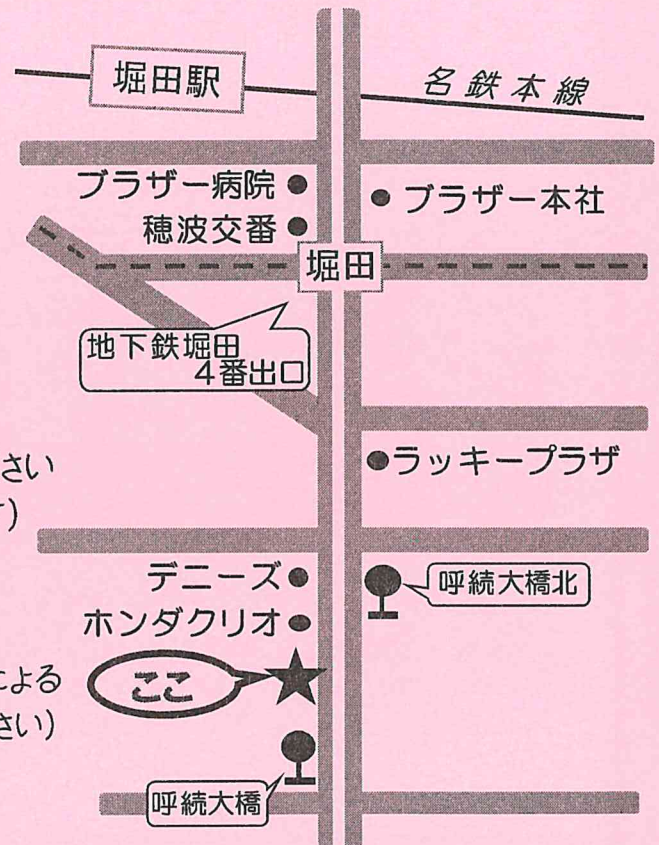 堀田駅
名鉄本線
ブラザー病院
ブラザー本社
穂波交番
堀田
地下鉄堀田
4番出口
さい
ラッキープラザ
デニーズ
呼続大橋北
ホンダクリオ
による
ここ
さい)
呼続大橋